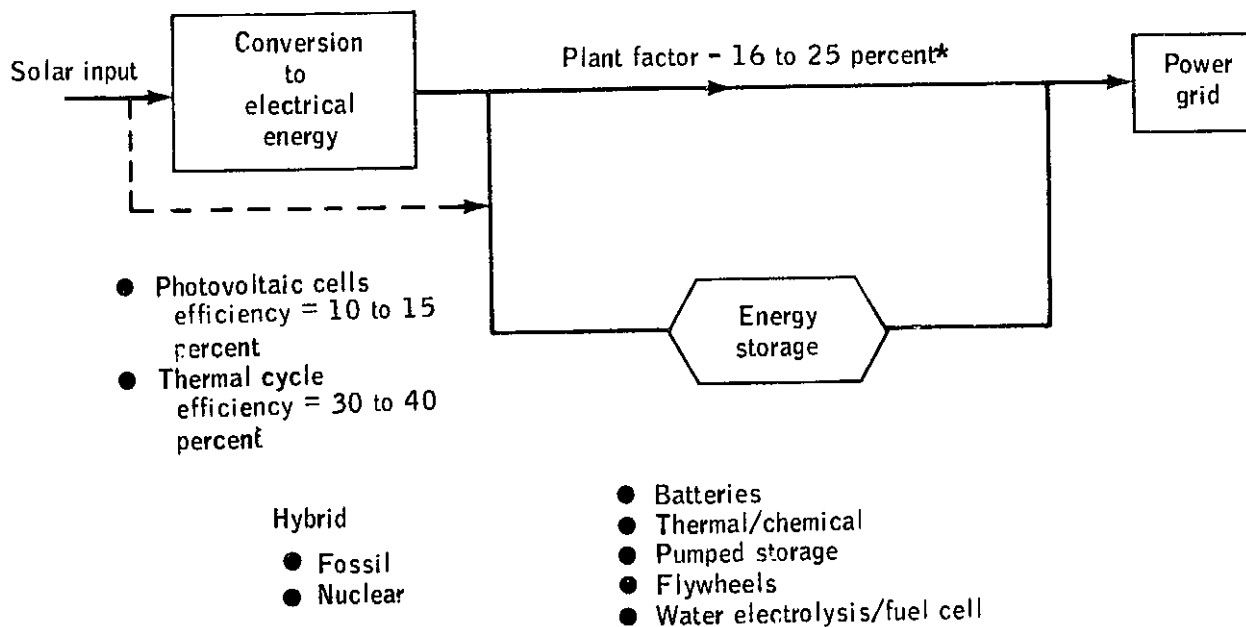 Solar input
Conversion
to
electrical
energy
Plant factor - 16 to 25 percent*
Power
grid
● Photovoltaic cells
efficiency = 10 to 15
percent
● Thermal cycle
efficiency = 30 to 40
percent
Energy
storage
Hybrid
● Fossil
● Nuclear
● Batteries
● Thermal/chemical
● Pumped storage
● Flywheels
● Water electrolysis/fuel cell